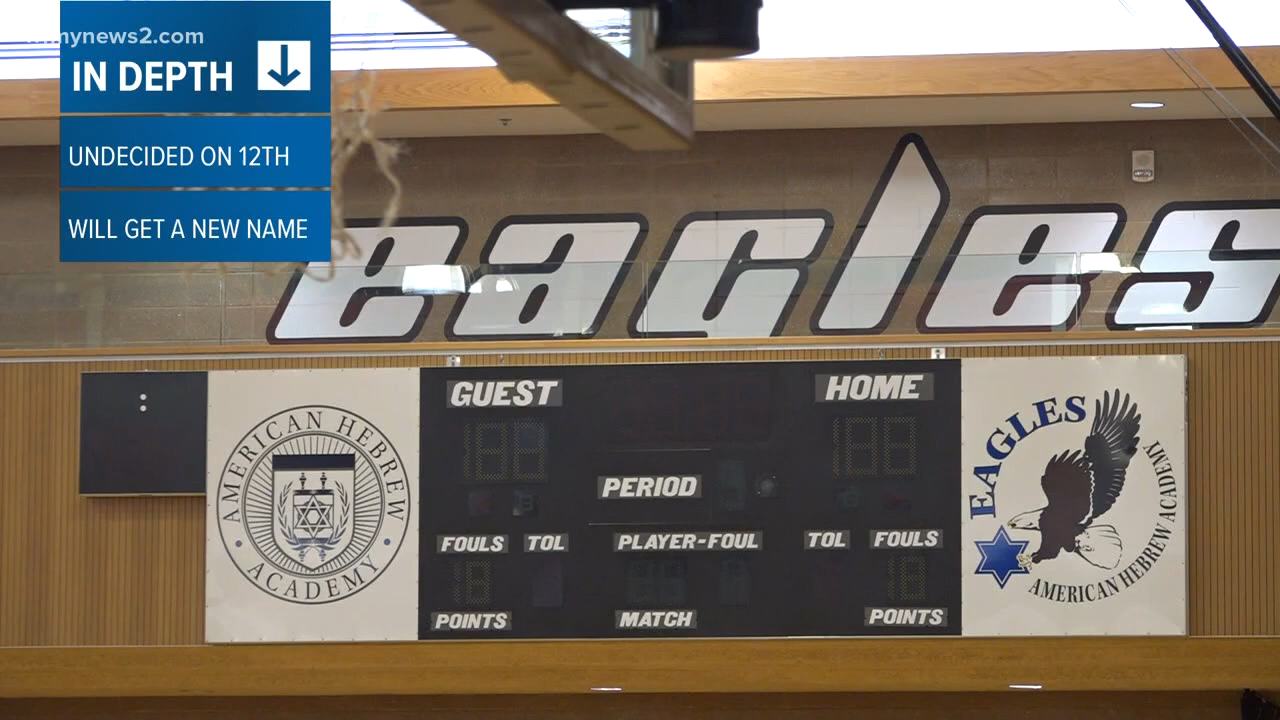 mynews2.com
IN DEPTH
UNDECIDED ON 12TH
WILL GET A NEW NAME
eagles
GUEST
HOME
PERIOD
FOULS TOL
PLAYER-FOUL
TOL FOULS
POINTS
MATCH
POINTS
AMERICAN HEBREW
ACADEMY
EAGLES
AMERICAN HEBREW ACADEMY